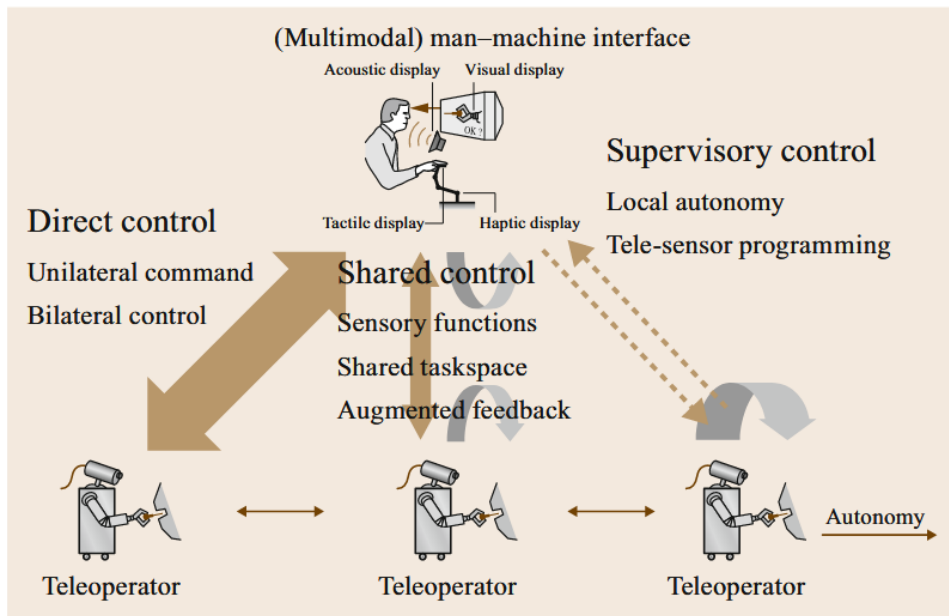 (Multimodal) man–machine interface
Acoustic display
Visual display
OK ?
Tactile display
Haptic display
Direct control
Unilateral command
Bilateral control
Shared control
Sensory functions
Shared taskspace
Augmented feedback
Supervisory control
Local autonomy
Tele-sensor programming
Autonomy
Teleoperator
Teleoperator
Teleoperator